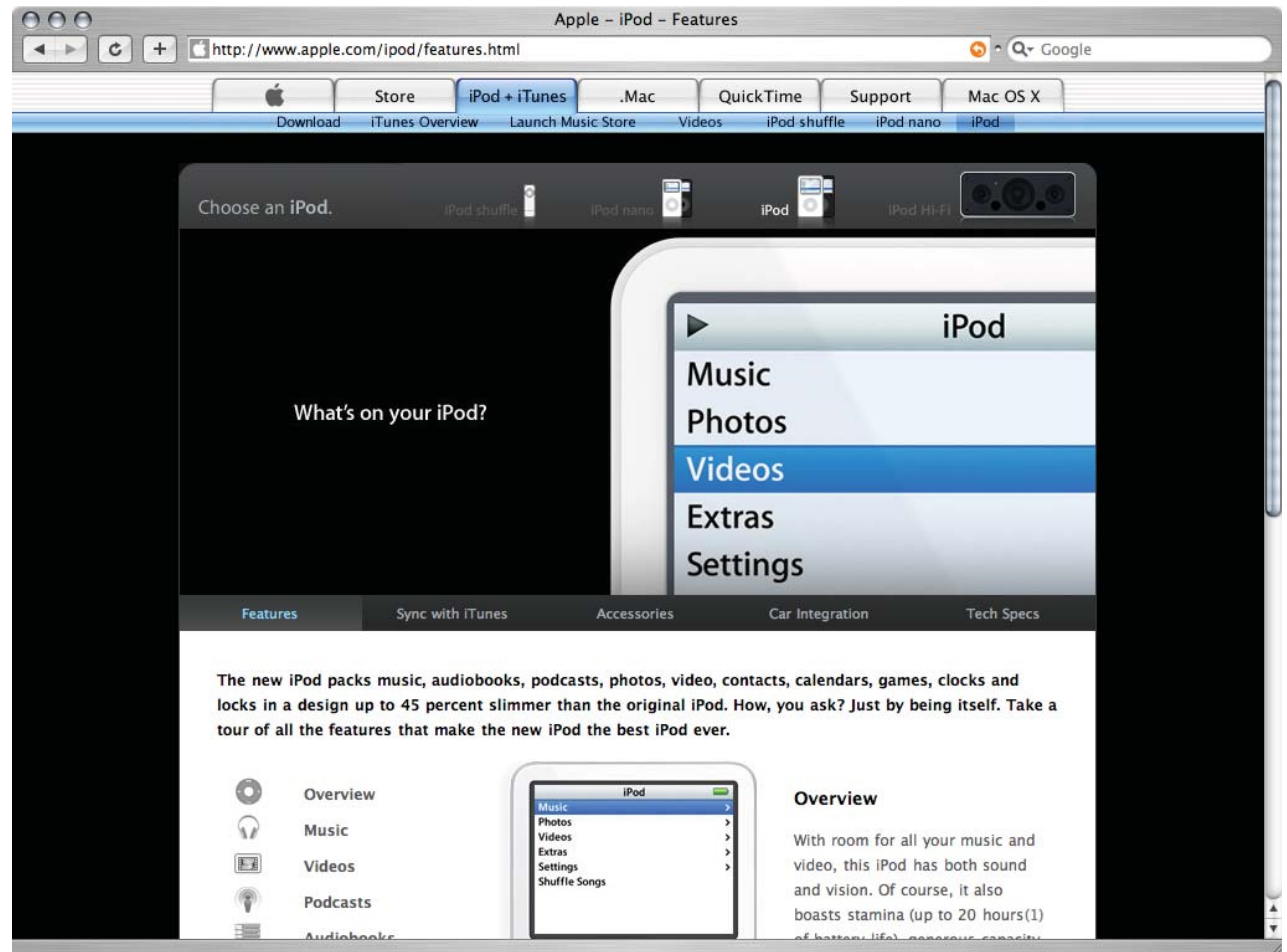 Apple – iPod – Features
http://www.apple.com/ipod/features.html
Google
Store iPod + iTunes .Mac QuickTime Support Mac OS X
Download iTunes Overview Launch Music Store Videos iPod shuffle iPod nano iPod
Choose an iPod. iPod shuffle iPod nano iPod iPod Hi-Fi
What's on your iPod?
iPod
Music
Photos
Videos
Extras
Settings
Features Sync with iTunes Accessories Car Integration Tech Specs
The new iPod packs music, audiobooks, podcasts, photos, video, contacts, calendars, games, clocks and
locks in a design up to 45 percent slimmer than the original iPod. How, you ask? Just by being itself. Take a
tour of all the features that make the new iPod the best iPod ever.
Overview
Music
Videos
Podcasts
Audiobooks
iPod
Music
Photos
Videos
Extras
Settings
Shuffle Songs
Overview
With room for all your music and
video, this iPod has both sound
and vision. Of course, it also
boasts stamina (up to 20 hours(1)
of battery life), generous capacity